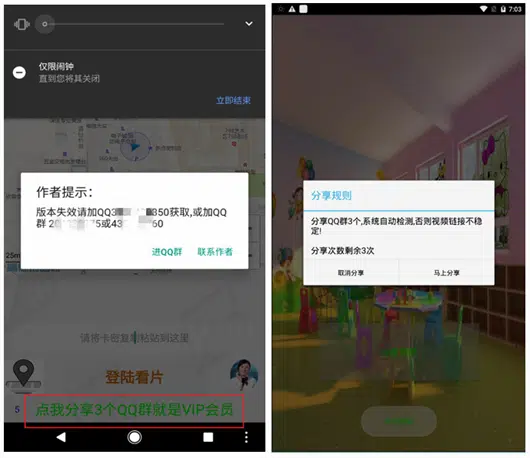 仅限闹钟
直到您将其关闭
立即结束
作者提示：
版本失效请加QQ3 850获取,或加QQ
群 20 75或43 60
进QQ群
联系作者
25m
请将卡密复制粘贴到这里
登陆看片
5
点我分享3个QQ群就是VIP会员
7:03
分享规则
分享QQ群3个,系统自动检测,否则视频链接不稳
定!
分享次数剩余3次
取消分享
马上分享